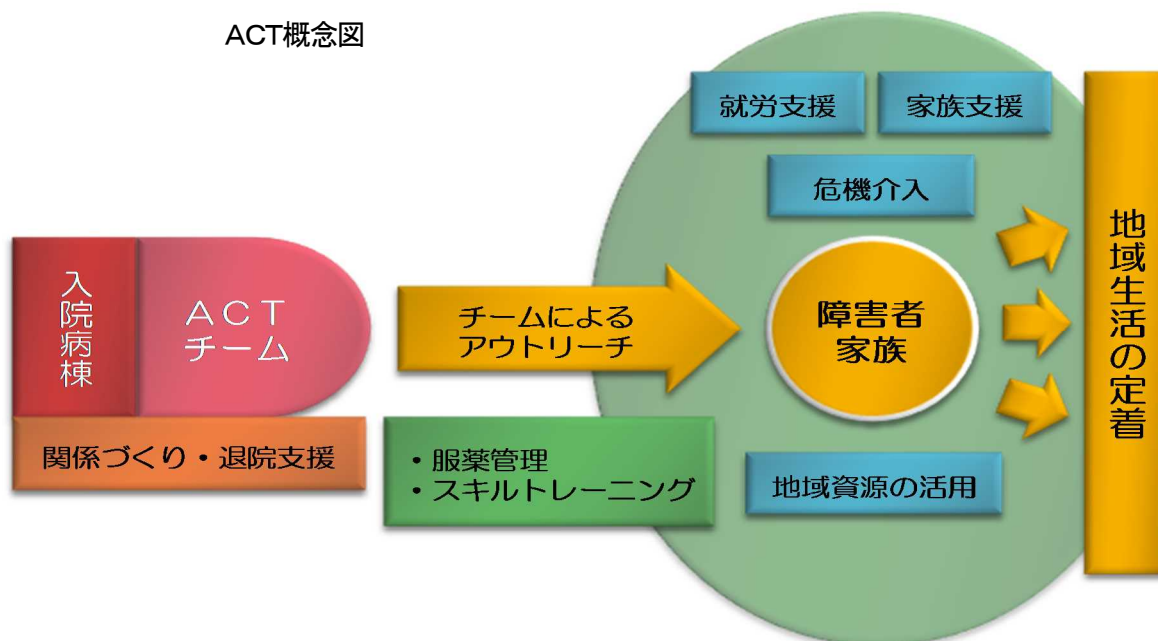 ACT概念図
就労支援
家族支援
危機介入
入院病棟
ACT
チーム
チームによる
アウトリーチ
障害者
家族
地域生活の定着
関係づくり・退院支援
・服薬管理
・スキルトレーニング
地域資源の活用